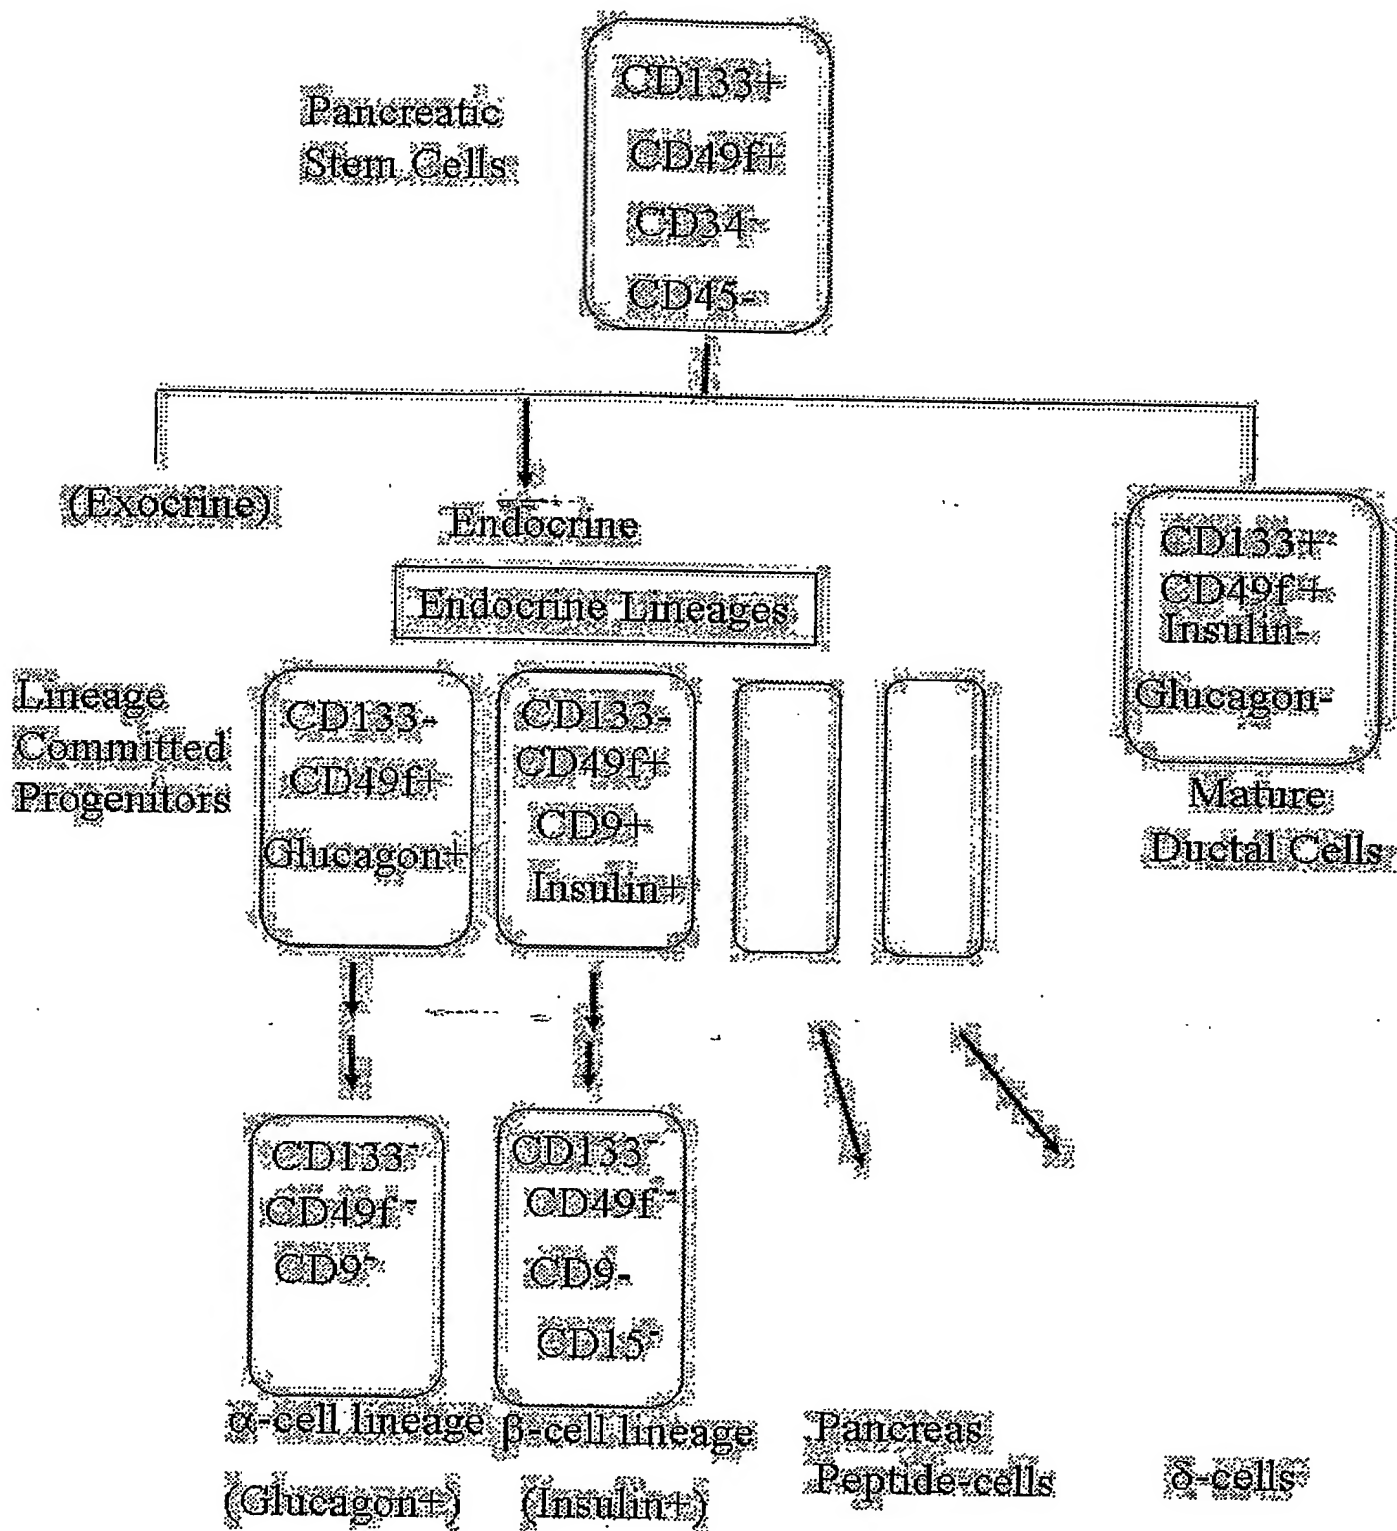 Pancreatic
Stem Cells
CD133+
CD49f+
CD34-
CD45-
(Exocrine)
Endocrine
Endocrine Lineages
CD133+
CD49f+
Insulin-
Glucagon-
Mature
Ductal Cells
Lineage
Committed
Progenitors
CD133-
CD49f+
Glucagon+
CD133-
CD49f+
CD9+
Insulin+
CD133⁻
CD49f⁻
CD9⁻
CD133⁻
CD49f⁻
CD9-
CD15⁻
α-cell lineage
(Glucagon+)
β-cell lineage
(Insulin+)
Pancreas
Peptide-cells
δ-cells